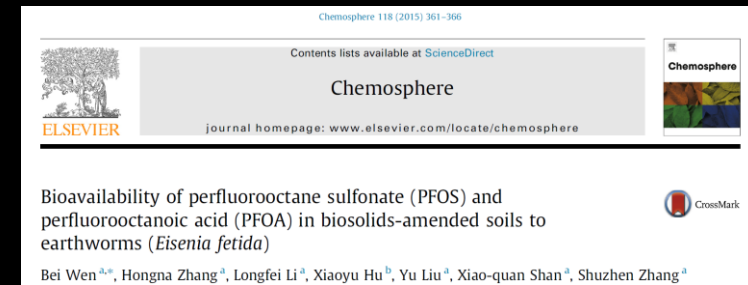 Chemosphere 118 (2015) 361–366
Contents lists available at ScienceDirect
Chemosphere
journal homepage: www.elsevier.com/locate/chemosphere
ELSEVIER
Chemosphere
Bioavailability of perfluorooctane sulfonate (PFOS) and
perfluorooctanoic acid (PFOA) in biosolids-amended soils to
earthworms (Eisenia fetida)
CrossMark
Bei Wen a,*, Hongna Zhang a, Longfei Li a, Xiaoyu Hu b, Yu Liu a, Xiao-quan Shan a, Shuzhen Zhang a